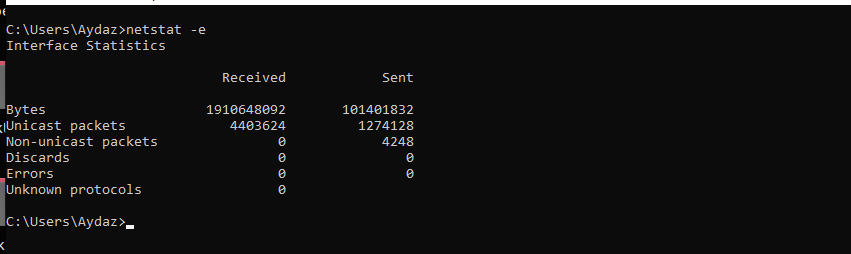 C:\Users\Aydaz>netstat -e
Interface Statistics
Received Sent
Bytes 1910648092 101401832
Unicast packets 4403624 1274128
Non-unicast packets 0 4248
Discards 0 0
Errors 0 0
Unknown protocols 0
C:\Users\Aydaz>